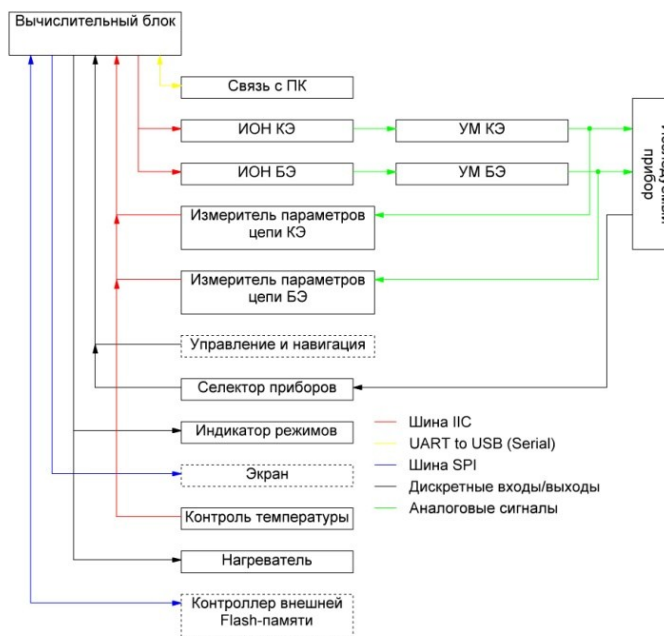 Вычислительный блок
Связь с ПК
ИОН КЭ
УМ КЭ
ИОН БЭ
УМ БЭ
прибор
Измеритель параметров
цепи КЭ
Измеритель параметров
цепи БЭ
Управление и навигация
Селектор приборов
Индикатор режимов
Экран
Контроль температуры
Нагреватель
Контроллер внешней
Flash-памяти
Шина IIC
UART to USB (Serial)
Шина SPI
Дискретные входы/выходы
Аналоговые сигналы